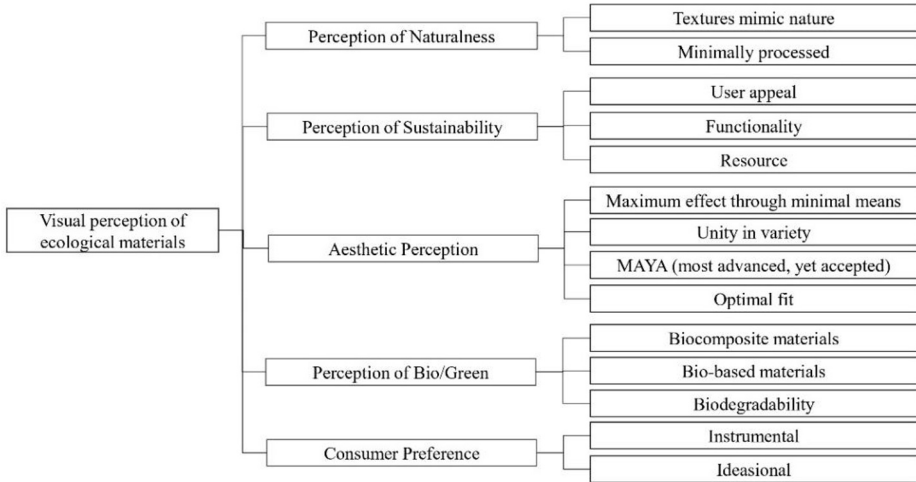 Visual perception of
ecological materials
Perception of Naturalness
Textures mimic nature
Minimally processed
Perception of Sustainability
User appeal
Functionality
Resource
Aesthetic Perception
Maximum effect through minimal means
Unity in variety
MAYA (most advanced, yet accepted)
Optimal fit
Perception of Bio/Green
Biocomposite materials
Bio-based materials
Biodegradability
Consumer Preference
Instrumental
Ideasional